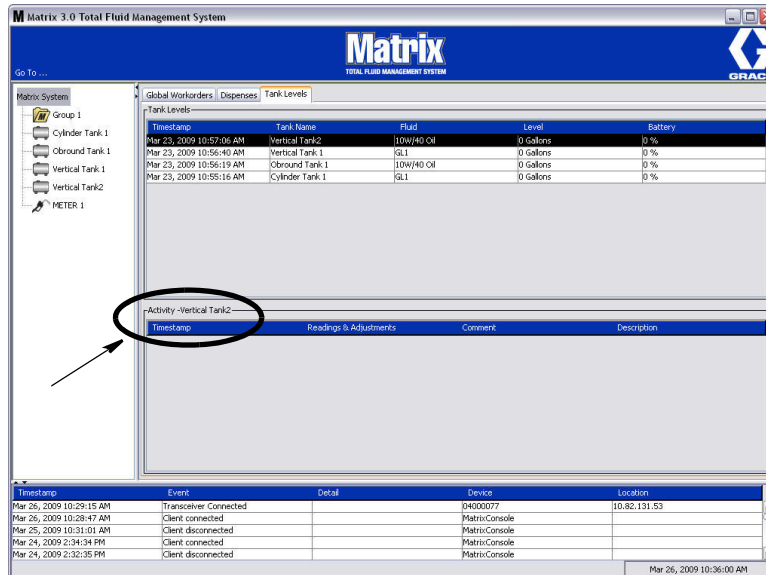 Matrix 3.0 Total Fluid Management System
Matrix
TOTAL FLUID MANAGEMENT SYSTEM
Go To ...
GRAC
Matrix System
Group 1
Cylinder Tank 1
Obround Tank 1
Vertical Tank 1
Vertical Tank2
METER 1
Global Workorders Dispenses Tank Levels
Tank Levels
Timestamp Tank Name Fluid Level Battery
Mar 23, 2009 10:57:06 AM Vertical Tank2 10W/40 Oil 0 Gallons 0 %
Mar 23, 2009 10:56:40 AM Vertical Tank 1 GL1 0 Gallons 0 %
Mar 23, 2009 10:56:19 AM Obround Tank 1 10W/40 Oil 0 Gallons 0 %
Mar 23, 2009 10:55:16 AM Cylinder Tank 1 GL1 0 Gallons 0 %
Activity -Vertical Tank2
Timestamp Readings & Adjustments Comment Description
Timestamp Event Detail Device Location
Mar 26, 2009 10:29:15 AM Transceiver Connected 04000077 10.82.131.53
Mar 26, 2009 10:28:47 AM Client connected MatrixConsole
Mar 25, 2009 10:31:01 AM Client disconnected MatrixConsole
Mar 24, 2009 2:34:34 PM Client connected MatrixConsole
Mar 24, 2009 2:32:35 PM Client disconnected MatrixConsole
Mar 26, 2009 10:36:00 AM